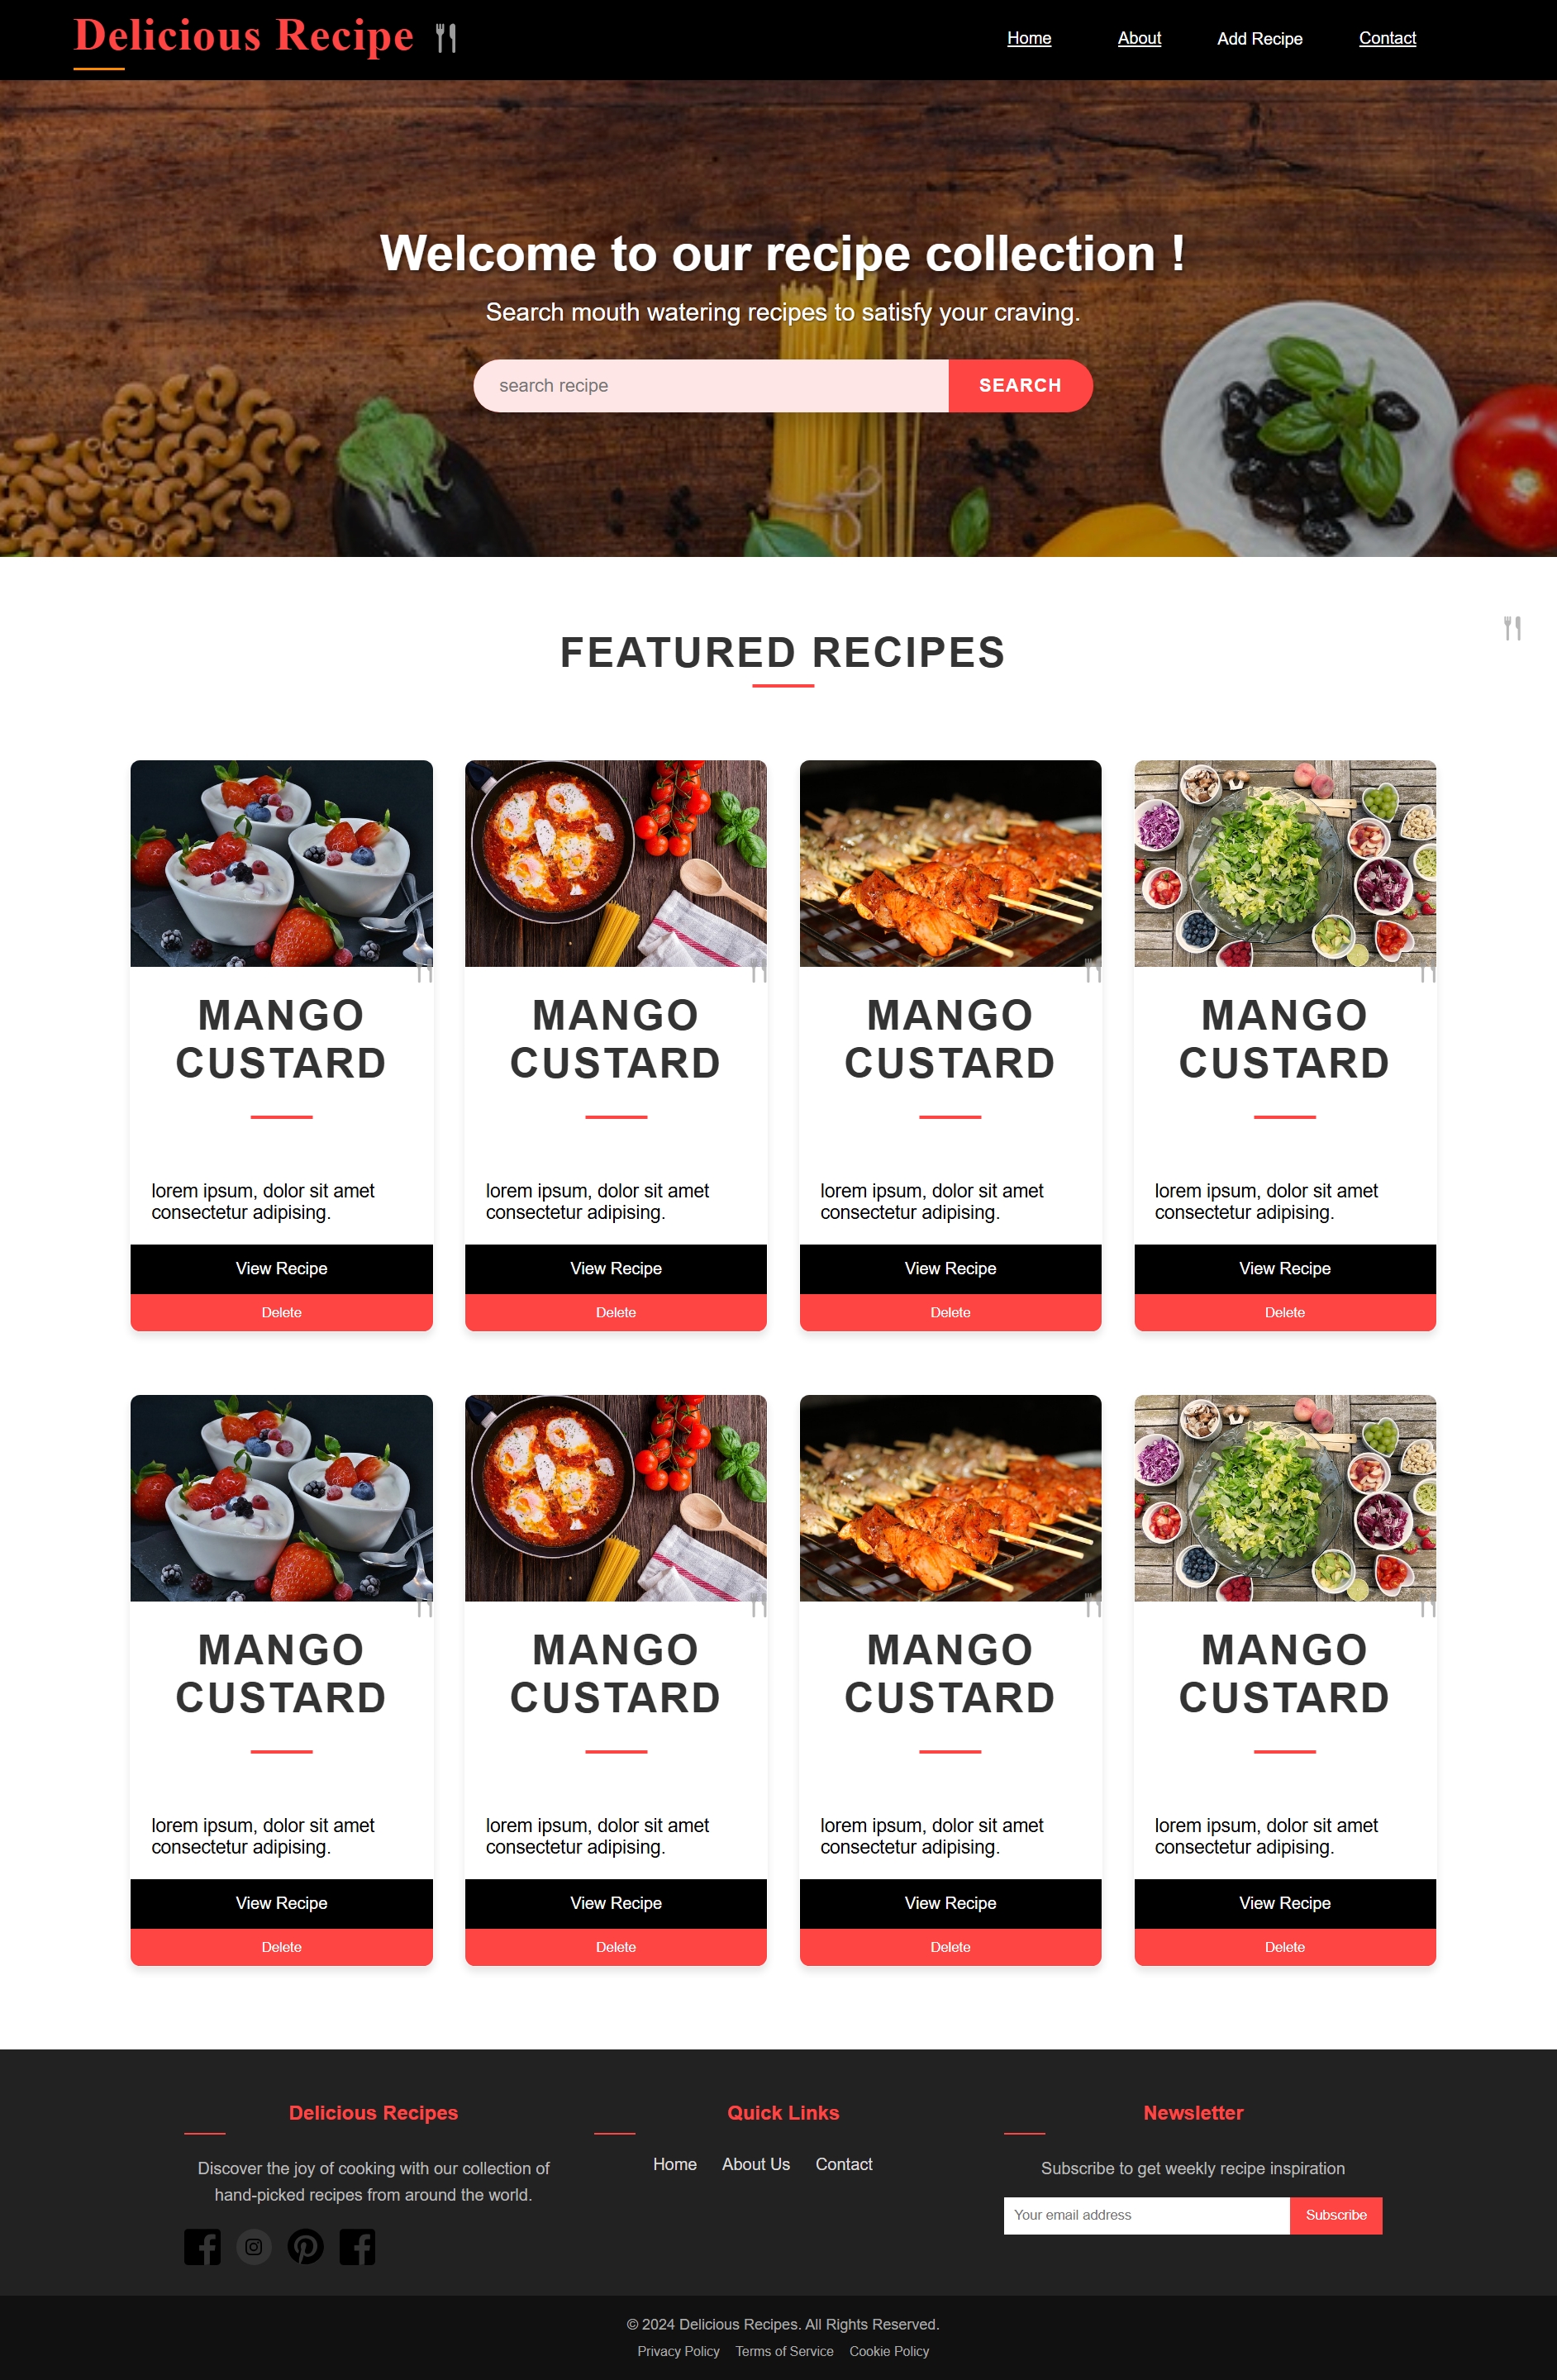 Delicious Recipe
Home About Add Recipe Contact
Welcome to our recipe collection !
Search mouth watering recipes to satisfy your craving.
search recipe SEARCH
FEATURED RECIPES
MANGO
CUSTARD
lorem ipsum, dolor sit amet
consectetur adipising.
View Recipe
Delete
MANGO
CUSTARD
lorem ipsum, dolor sit amet
consectetur adipising.
View Recipe
Delete
MANGO
CUSTARD
lorem ipsum, dolor sit amet
consectetur adipising.
View Recipe
Delete
MANGO
CUSTARD
lorem ipsum, dolor sit amet
consectetur adipising.
View Recipe
Delete
MANGO
CUSTARD
lorem ipsum, dolor sit amet
consectetur adipising.
View Recipe
Delete
MANGO
CUSTARD
lorem ipsum, dolor sit amet
consectetur adipising.
View Recipe
Delete
MANGO
CUSTARD
lorem ipsum, dolor sit amet
consectetur adipising.
View Recipe
Delete
MANGO
CUSTARD
lorem ipsum, dolor sit amet
consectetur adipising.
View Recipe
Delete
Delicious Recipes
Discover the joy of cooking with our collection of
hand-picked recipes from around the world.
Quick Links
Home About Us Contact
Newsletter
Subscribe to get weekly recipe inspiration
Your email address Subscribe
© 2024 Delicious Recipes. All Rights Reserved.
Privacy Policy Terms of Service Cookie Policy